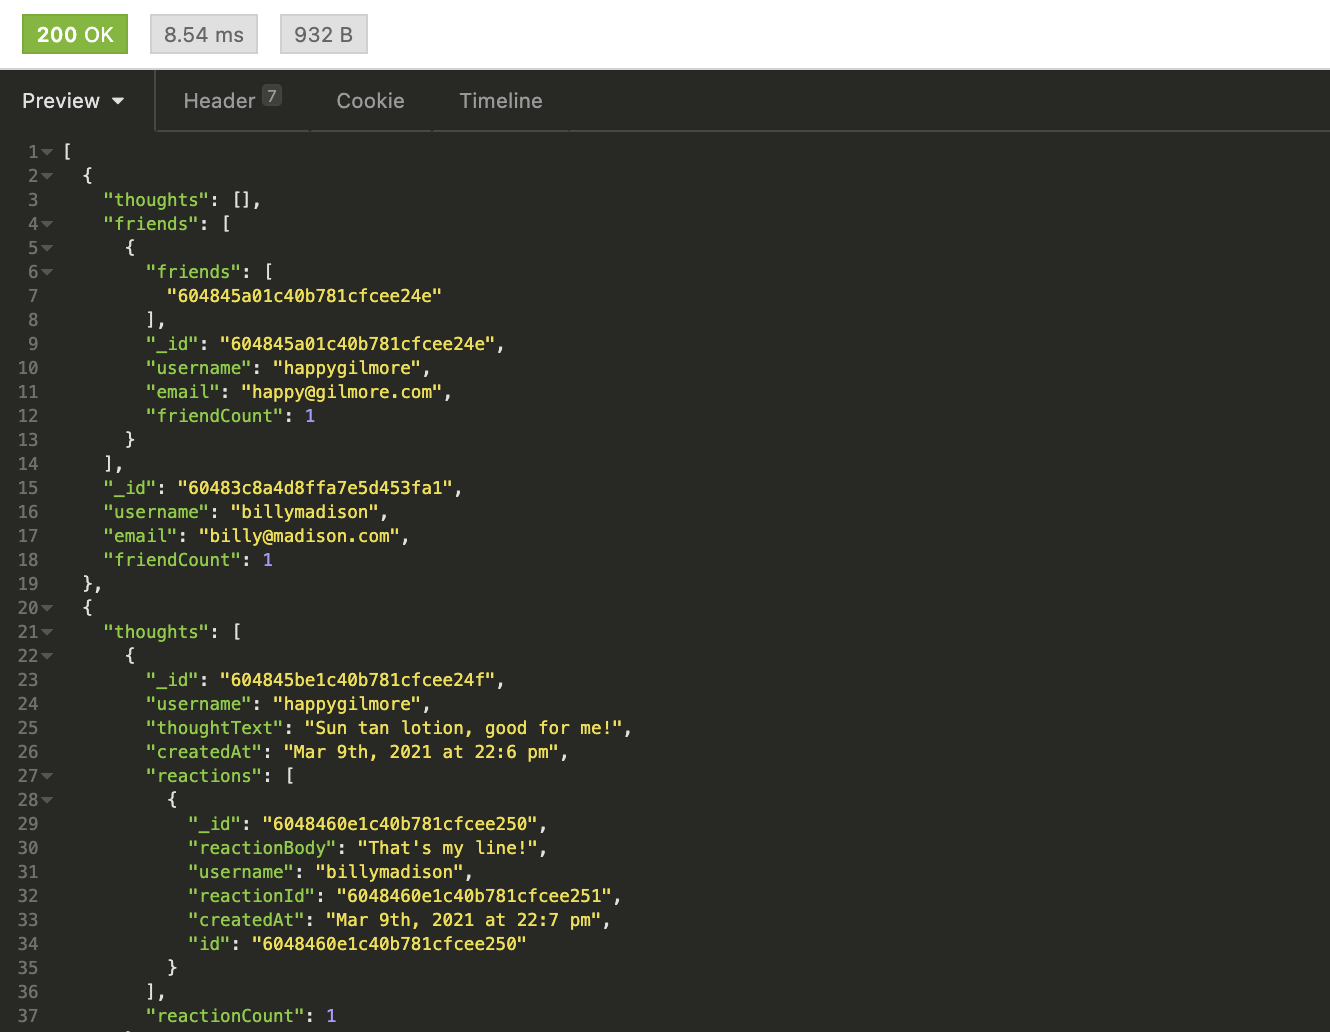 200 OK 8.54 ms 932 B
Preview Header 7 Cookie Timeline
1 [
2 {
3 "thoughts": [],
4 "friends": [
5 {
6 "friends": [
7 "604845a01c40b781cfcee24e"
8 ],
9 "_id": "604845a01c40b781cfcee24e",
10 "username": "happygilmore",
11 "email": "happy@gilmore.com",
12 "friendCount": 1
13 }
14 ],
15 "_id": "60483c8a4d8ffa7e5d453fa1",
16 "username": "billymadison",
17 "email": "billy@madison.com",
18 "friendCount": 1
19 },
20 {
21 "thoughts": [
22 {
23 "_id": "604845be1c40b781cfcee24f",
24 "username": "happygilmore",
25 "thoughtText": "Sun tan lotion, good for me!",
26 "createdAt": "Mar 9th, 2021 at 22:6 pm",
27 "reactions": [
28 {
29 "_id": "6048460e1c40b781cfcee250",
30 "reactionBody": "That's my line!",
31 "username": "billymadison",
32 "reactionId": "6048460e1c40b781cfcee251",
33 "createdAt": "Mar 9th, 2021 at 22:7 pm",
34 "id": "6048460e1c40b781cfcee250"
35 }
36 ],
37 "reactionCount": 1